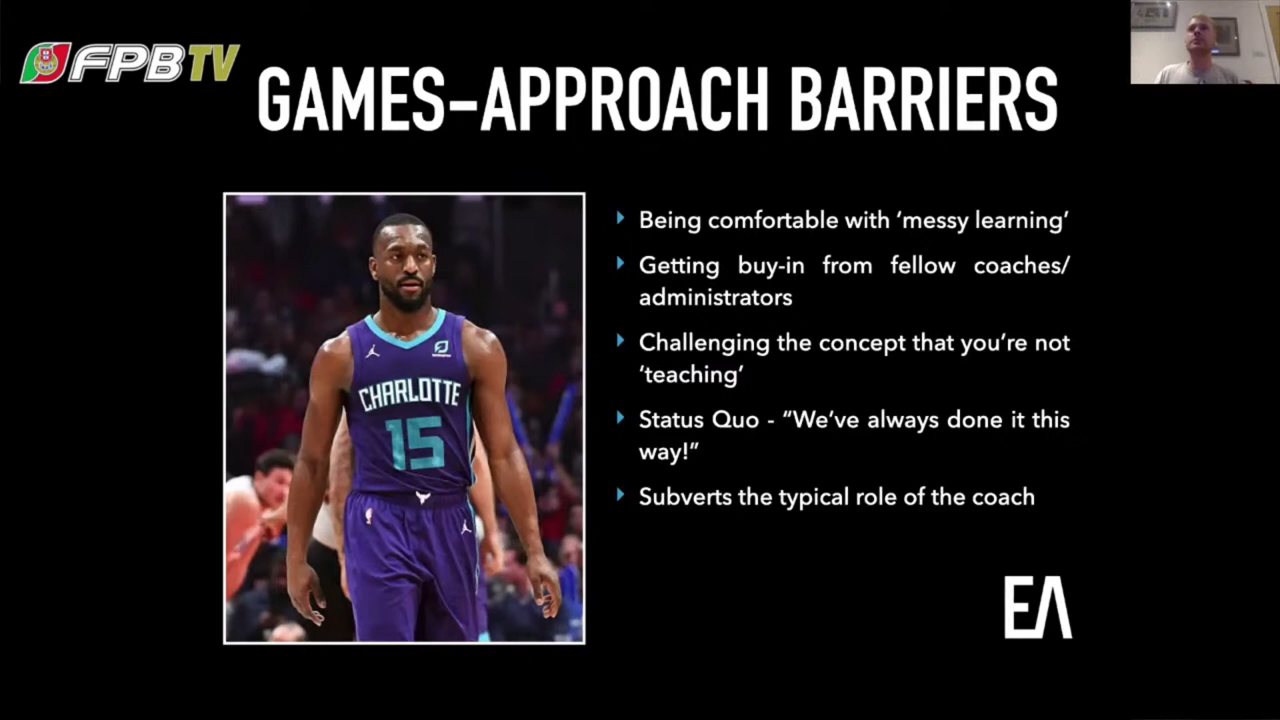 FPBTV
GAMES-APPROACH BARRIERS
Being comfortable with ‘messy learning’
Getting buy-in from fellow coaches/
administrators
Challenging the concept that you’re not
‘teaching’
Status Quo - “We’ve always done it this
way!”
Subverts the typical role of the coach
CHARLOTTE
15
EA